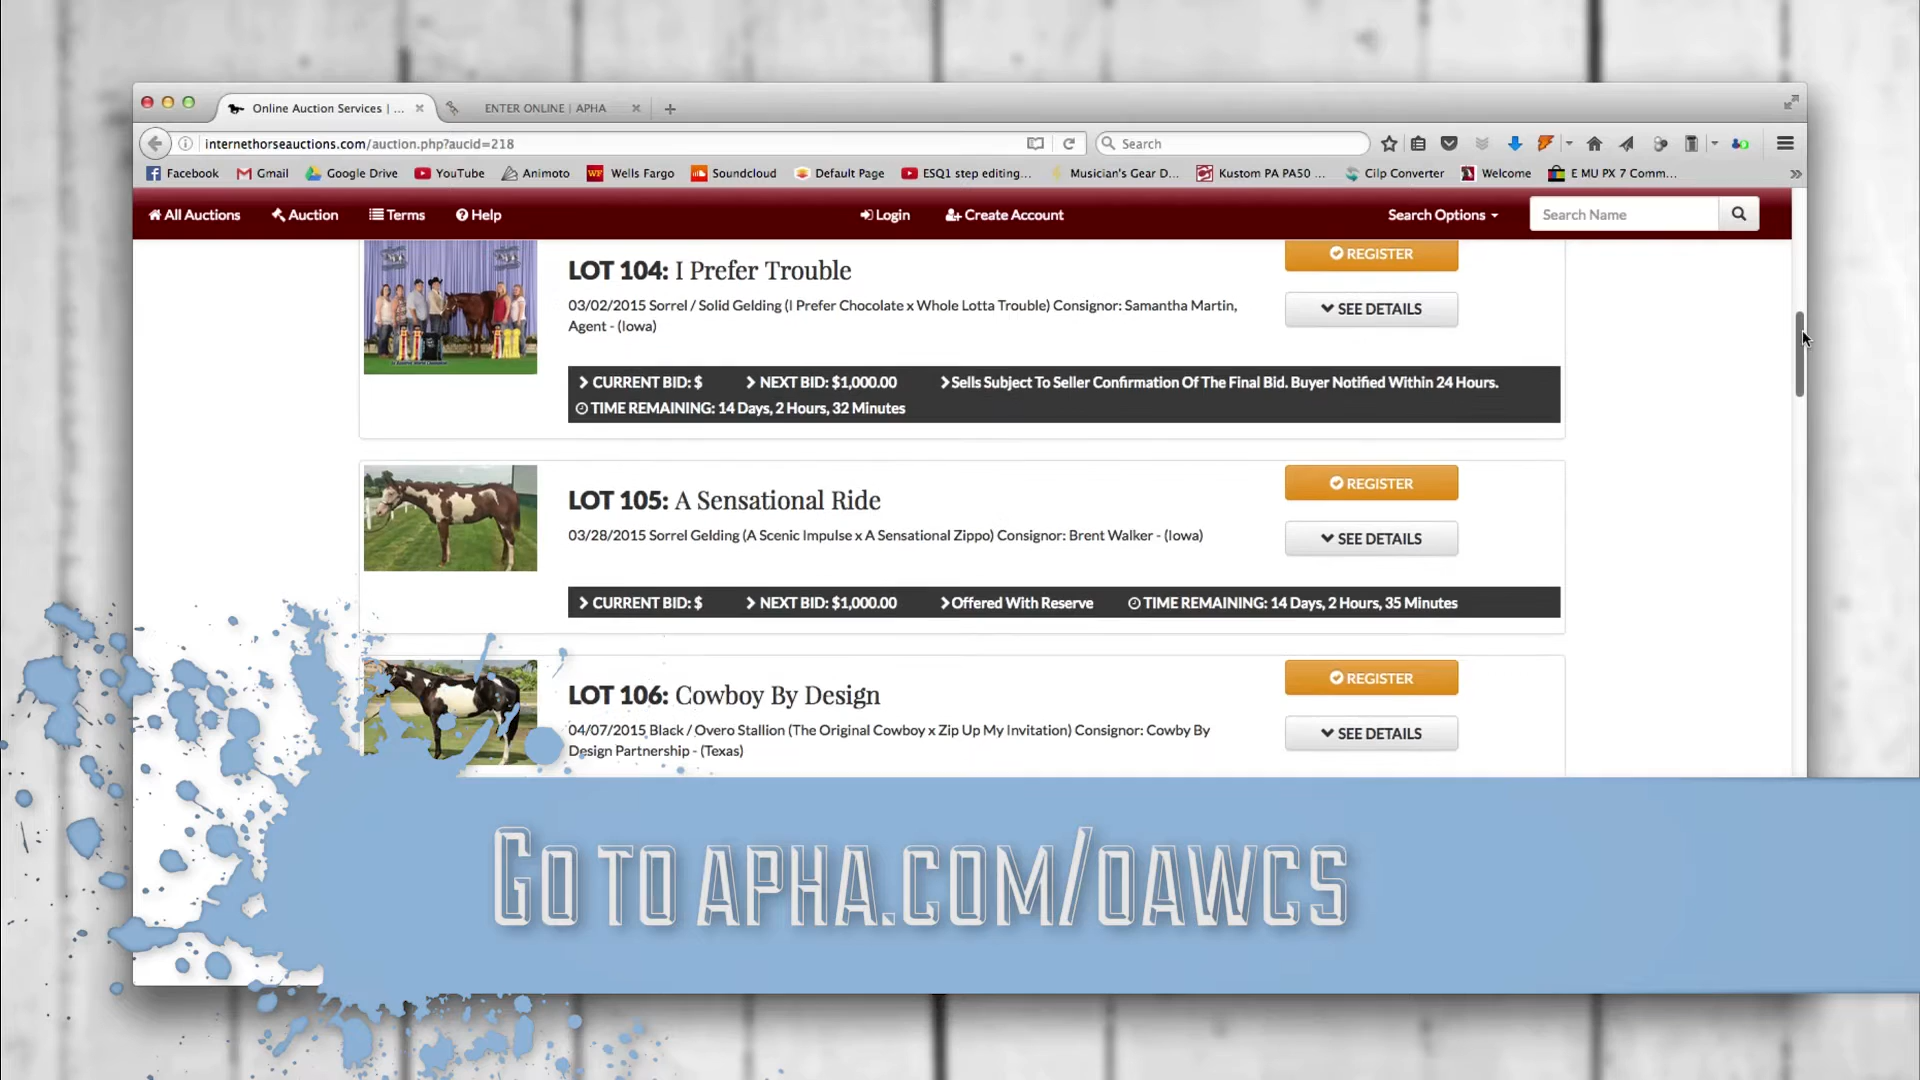 Online Auction Services | ...
ENTER ONLINE | APHA
internethorseauctions.com/auction.php?aucid=218
Search
Facebook Gmail Google Drive YouTube Animoto Wells Fargo Soundcloud Default Page ESQ1 step editing... Musician's Gear D... Kustom PA PA50 ... Cilp Converter Welcome E MU PX 7 Comm...
All Auctions Auction Terms Help Login Create Account Search Options Search Name
LOT 104: I Prefer Trouble
REGISTER
03/02/2015 Sorrel / Solid Gelding (I Prefer Chocolate x Whole Lotta Trouble) Consignor: Samantha Martin,
Agent - (Iowa)
SEE DETAILS
CURRENT BID: $ NEXT BID: $1,000.00 Sells Subject To Seller Confirmation Of The Final Bid. Buyer Notified Within 24 Hours.
TIME REMAINING: 14 Days, 2 Hours, 32 Minutes
LOT 105: A Sensational Ride
REGISTER
03/28/2015 Sorrel Gelding (A Scenic Impulse x A Sensational Zippo) Consignor: Brent Walker - (Iowa)
SEE DETAILS
CURRENT BID: $ NEXT BID: $1,000.00 Offered With Reserve TIME REMAINING: 14 Days, 2 Hours, 35 Minutes
LOT 106: Cowboy By Design
REGISTER
04/07/2015 Black / Overo Stallion (The Original Cowboy x Zip Up My Invitation) Consignor: Cowby By
Design Partnership - (Texas)
SEE DETAILS
GO TO APHA.COM/OAWCS